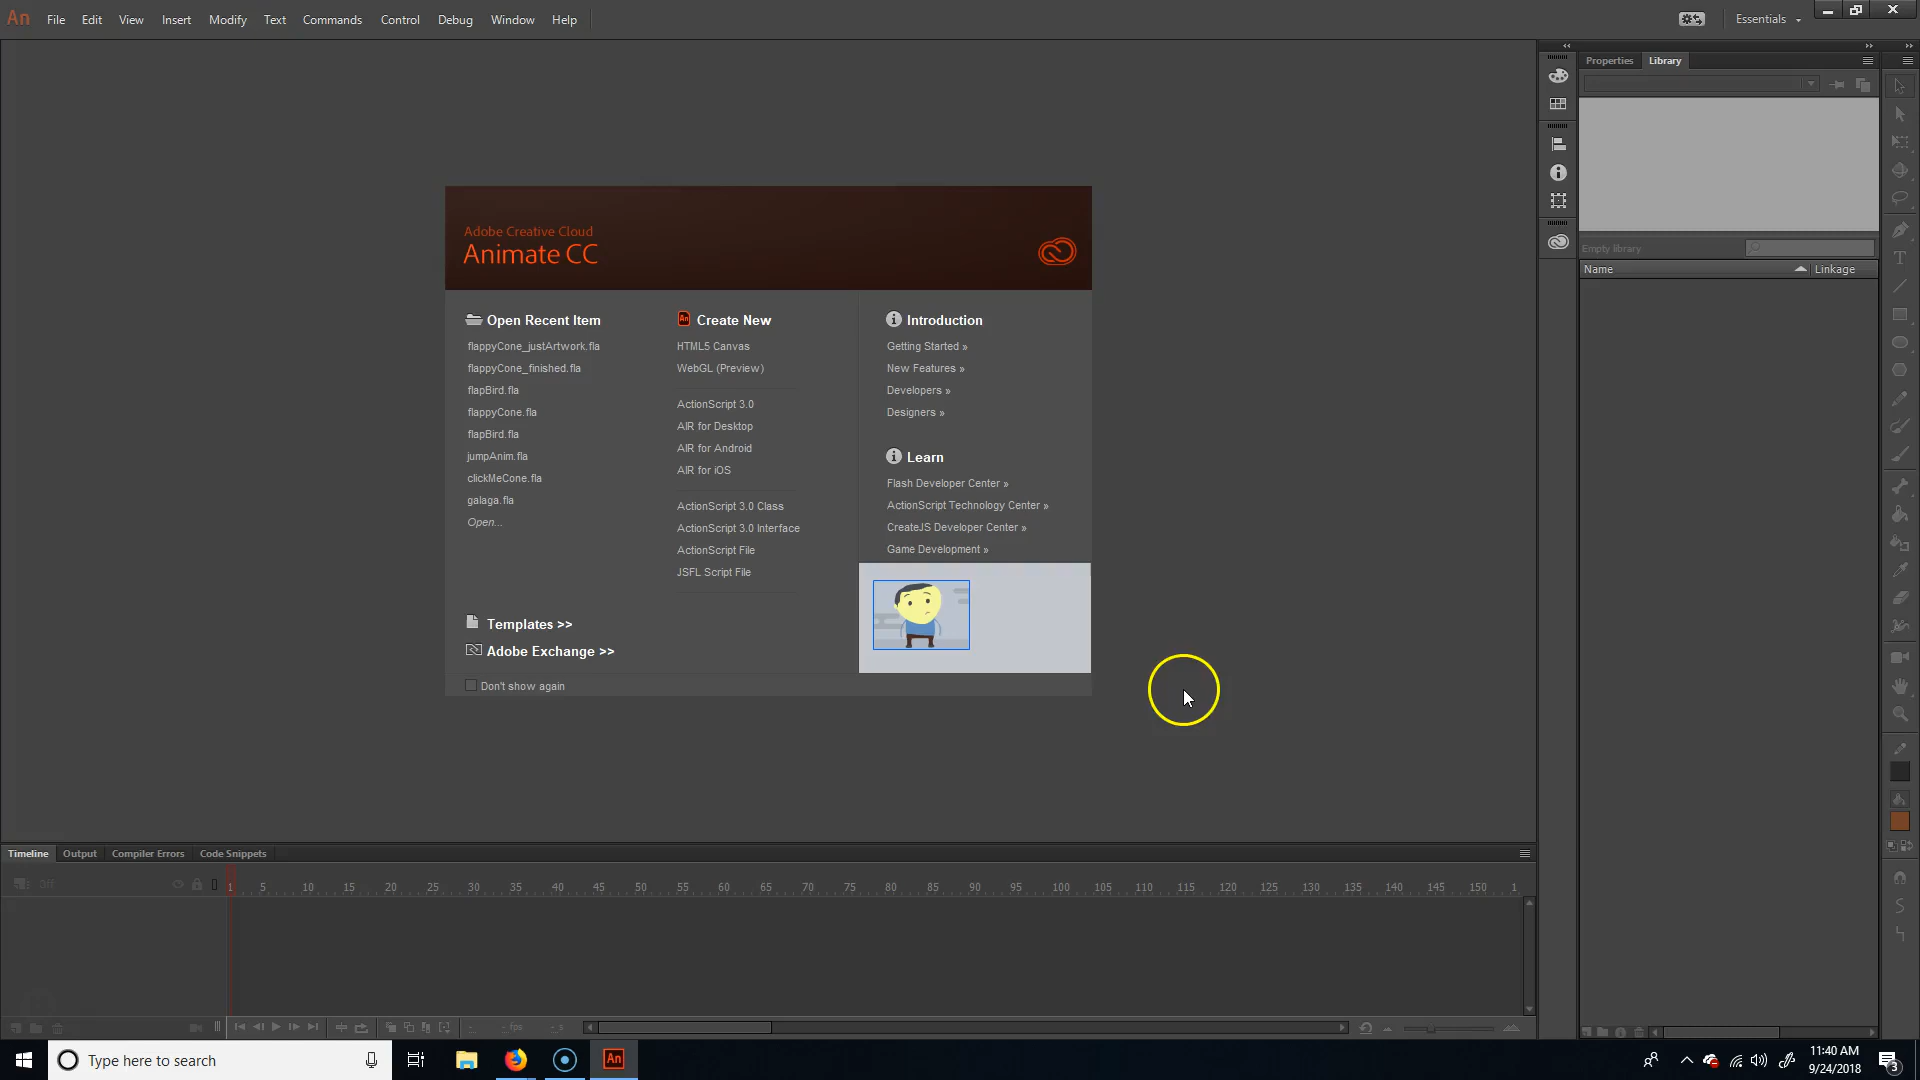 An File Edit View Insert Modify Text Commands Control Debug Window Help
Essentials
Properties Library
Adobe Creative Cloud
Animate CC
Open Recent Item
flappyCone_justArtwork.fla
flappyCone_finished.fla
flapBird.fla
flappyCone.fla
flapBird.fla
jumpAnim.fla
clickMeCone.fla
galaga.fla
Open...
Templates >>
Adobe Exchange >>
Don't show again
An Create New
HTML5 Canvas
WebGL (Preview)
ActionScript 3.0
AIR for Desktop
AIR for Android
AIR for iOS
ActionScript 3.0 Class
ActionScript 3.0 Interface
ActionScript File
JSFL Script File
Introduction
Getting Started »
New Features »
Developers »
Designers »
Learn
Flash Developer Center »
ActionScript Technology Center »
CreateJS Developer Center »
Game Development »
Empty library
Name Linkage
Timeline Output Compiler Errors Code Snippets
1 5 10 15 20 25 30 35 40 45 50 55 60 65 70 75 80 85 90 95 100 105 110 115 120 125 130 135 140 145 150 1
fps s
Type here to search
An
11:40 AM
9/24/2018
3